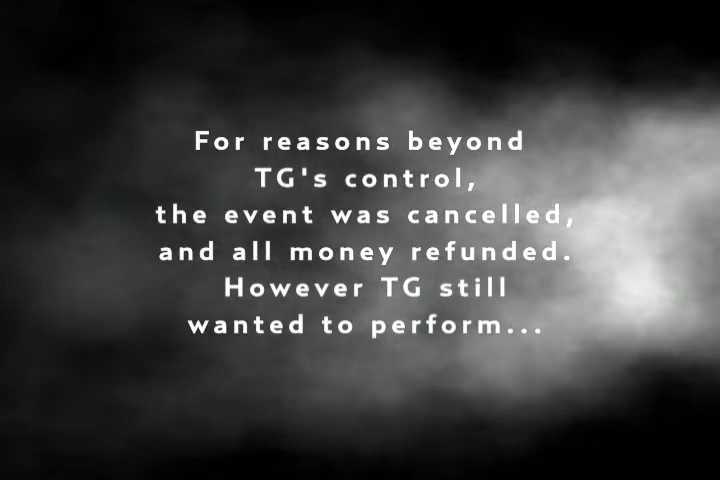 For reasons beyond
TG's control,
the event was cancelled,
and all money refunded.
However TG still
wanted to perform...